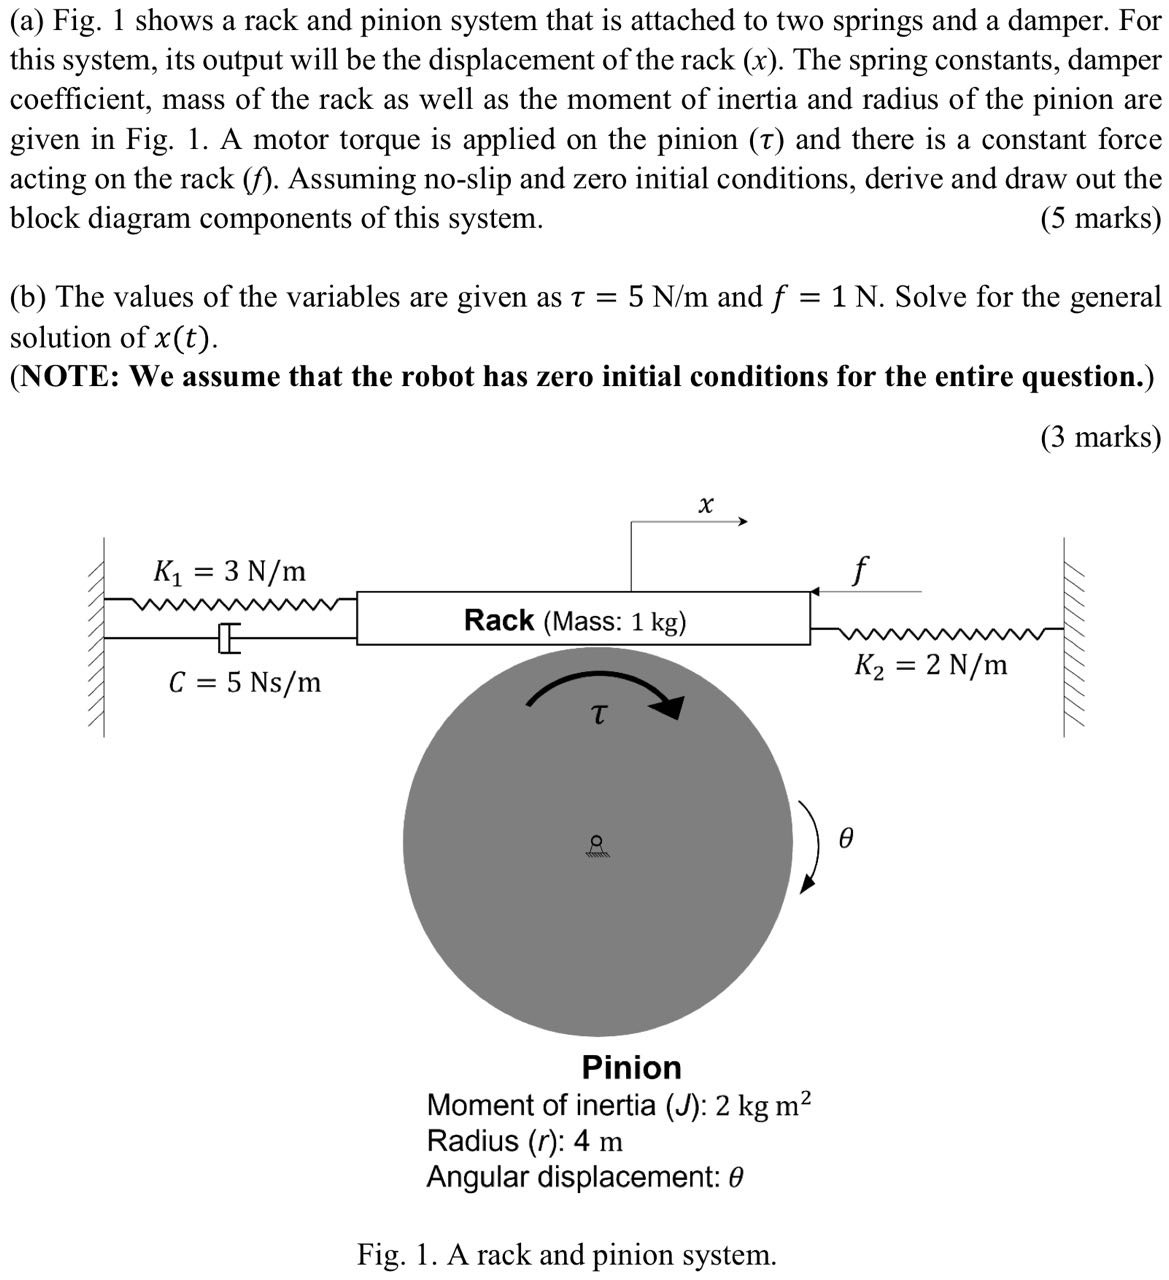 (a) Fig. 1 shows a rack and pinion system that is attached to two springs and a damper. For
this system, its output will be the displacement of the rack (x). The spring constants, damper
coefficient, mass of the rack as well as the moment of inertia and radius of the pinion are
given in Fig. 1. A motor torque is applied on the pinion (τ) and there is a constant force
acting on the rack (f). Assuming no-slip and zero initial conditions, derive and draw out the
block diagram components of this system. (5 marks)
(b) The values of the variables are given as τ = 5 N/m and f = 1 N. Solve for the general
solution of x(t).
(NOTE: We assume that the robot has zero initial conditions for the entire question.)
(3 marks)
x
K₁ = 3 N/m
f
Rack (Mass: 1 kg)
C = 5 Ns/m
K₂ = 2 N/m
τ
θ
Pinion
Moment of inertia (J): 2 kg m²
Radius (r): 4 m
Angular displacement: θ
Fig. 1. A rack and pinion system.